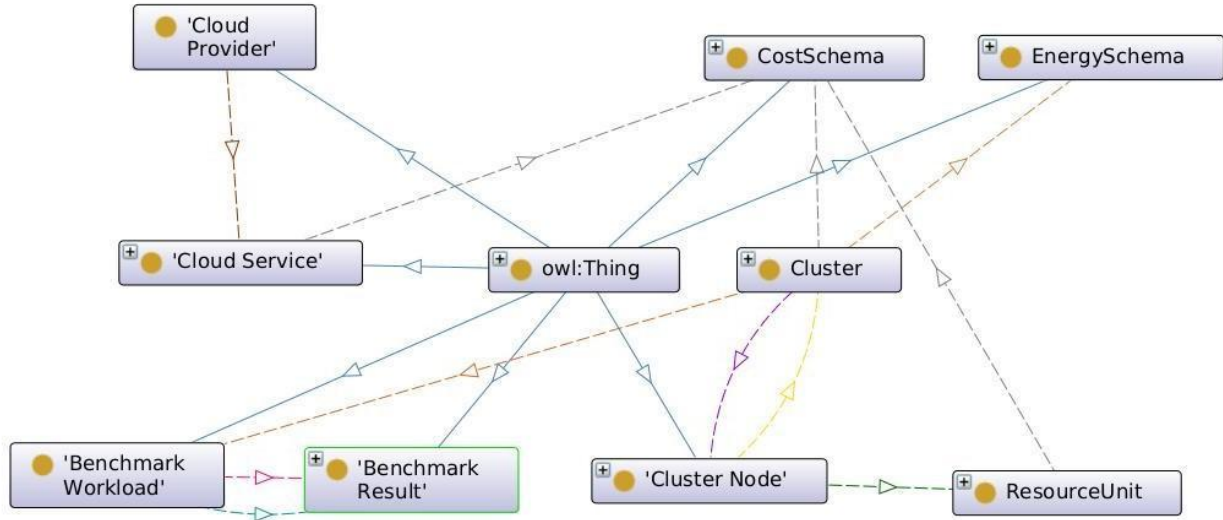 'Cloud
Provider'
CostSchema
EnergySchema
'Cloud Service'
owl:Thing
Cluster
'Benchmark
Workload'
'Benchmark
Result'
'Cluster Node'
ResourceUnit